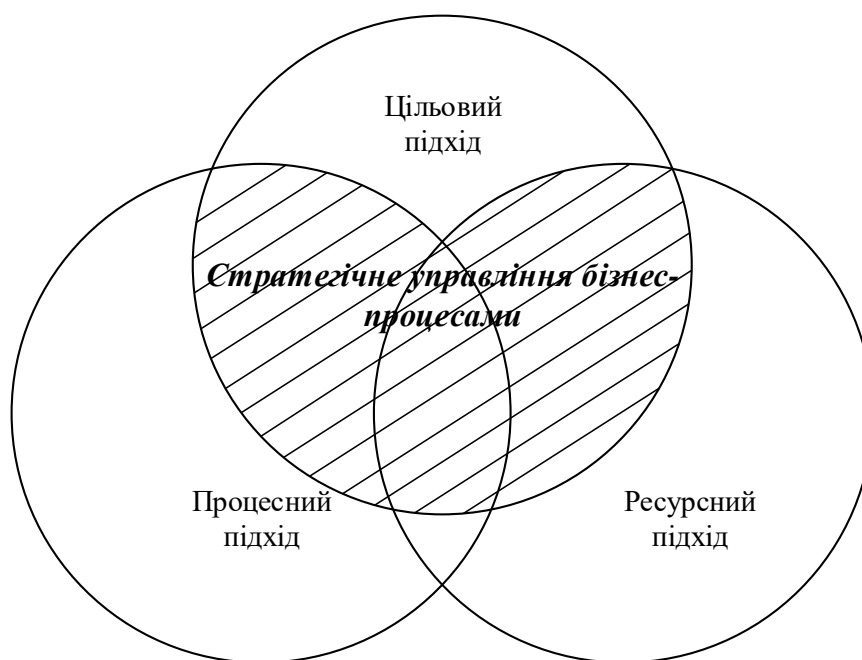 Цільовий
підхід
Стратегічне управління бізнес-
процесами
Процесний
підхід
Ресурсний
підхід